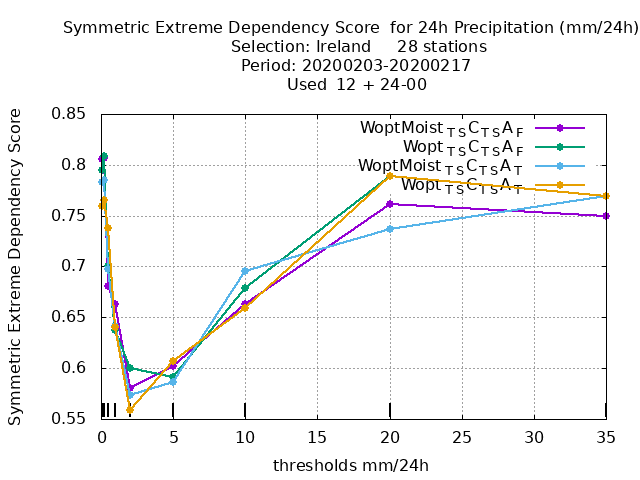 Symmetric Extreme Dependency Score for 24h Precipitation (mm/24h)
Selection: Ireland 28 stations
Period: 20200203-20200217
Used 12 + 24-00
Symmetric Extreme Dependency Score
0.85
0.8
0.75
0.7
0.65
0.6
0.55
WoptMoist TS C TS A F
Wopt TS C TS A F
WoptMoist TS C TS A T
Wopt TS C TS A T
0 5 10 15 20 25 30 35
thresholds mm/24h